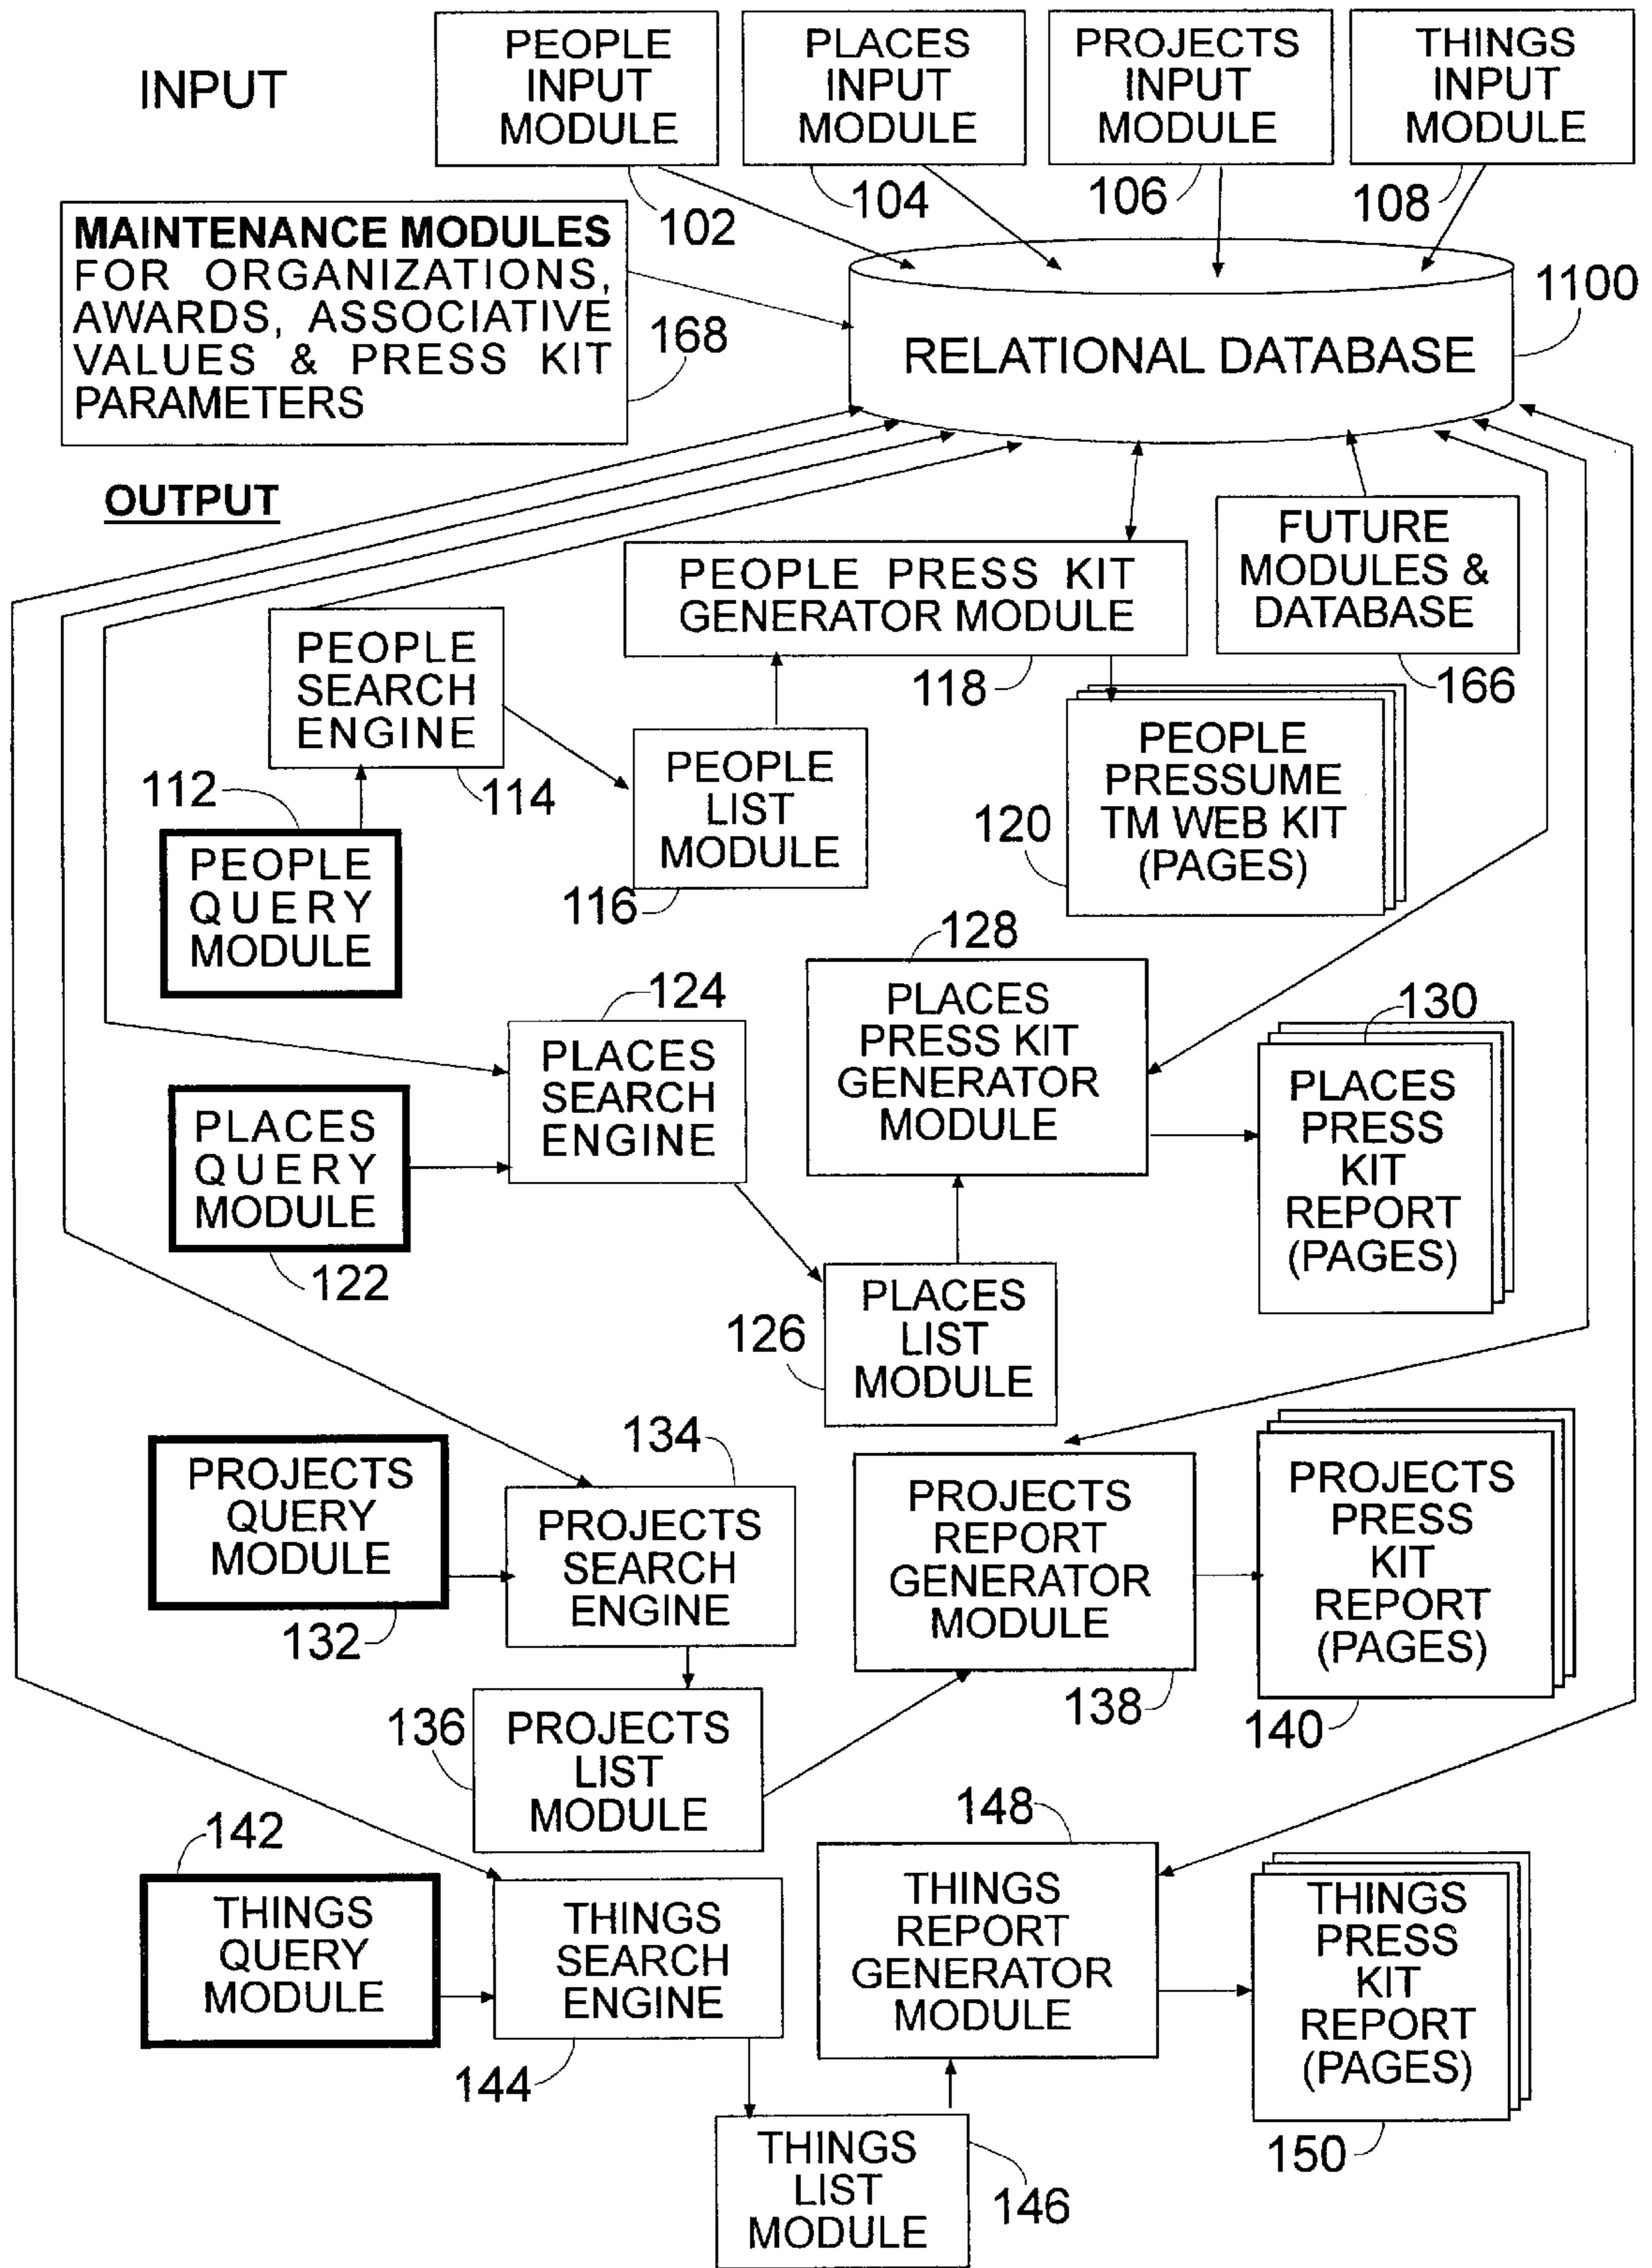 INPUT
PEOPLE
INPUT
MODULE
102
PLACES
INPUT
MODULE
104
PROJECTS
INPUT
MODULE
106
THINGS
INPUT
MODULE
108
MAINTENANCE MODULES
FOR ORGANIZATIONS,
AWARDS, ASSOCIATIVE
VALUES & PRESS KIT
PARAMETERS
168
RELATIONAL DATABASE
1100
OUTPUT
FUTURE
MODULES &
DATABASE
166
PEOPLE PRESS KIT
GENERATOR MODULE
118
PEOPLE
SEARCH
ENGINE
114
PEOPLE
LIST
MODULE
116
PEOPLE
PRESSUME
TM WEB KIT
(PAGES)
120
112
PEOPLE
QUERY
MODULE
128
PLACES
PRESS KIT
GENERATOR
MODULE
124
PLACES
SEARCH
ENGINE
130
PLACES
PRESS
KIT
REPORT
(PAGES)
PLACES
QUERY
MODULE
122
PLACES
LIST
MODULE
126
PROJECTS
QUERY
MODULE
132
134
PROJECTS
SEARCH
ENGINE
PROJECTS
REPORT
GENERATOR
MODULE
138
PROJECTS
PRESS
KIT
REPORT
(PAGES)
140
136
PROJECTS
LIST
MODULE
142
THINGS
QUERY
MODULE
THINGS
SEARCH
ENGINE
144
148
THINGS
REPORT
GENERATOR
MODULE
THINGS
PRESS
KIT
REPORT
(PAGES)
150
THINGS
LIST
MODULE
146